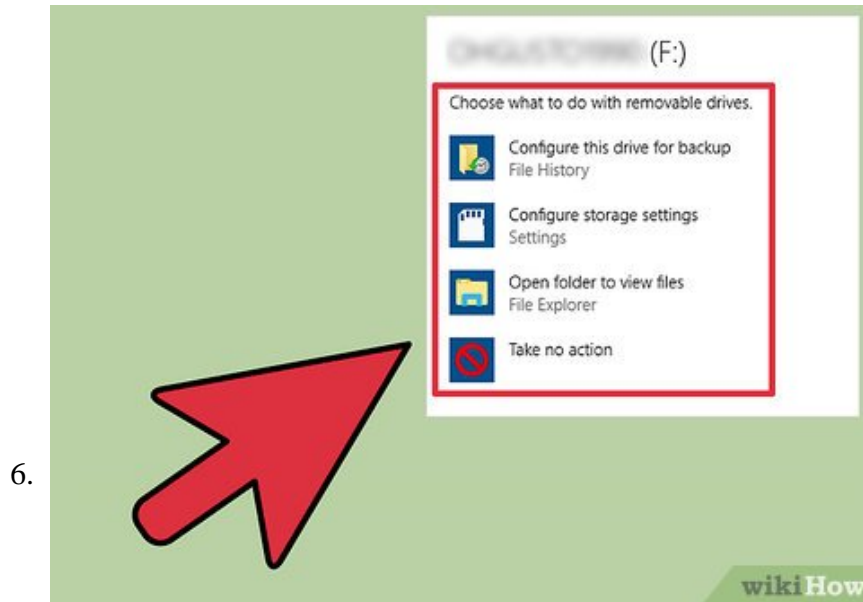 (F:)
Choose what to do with removable drives.
Configure this drive for backup
File History
Configure storage settings
Settings
Open folder to view files
File Explorer
Take no action
6.
wikiHow